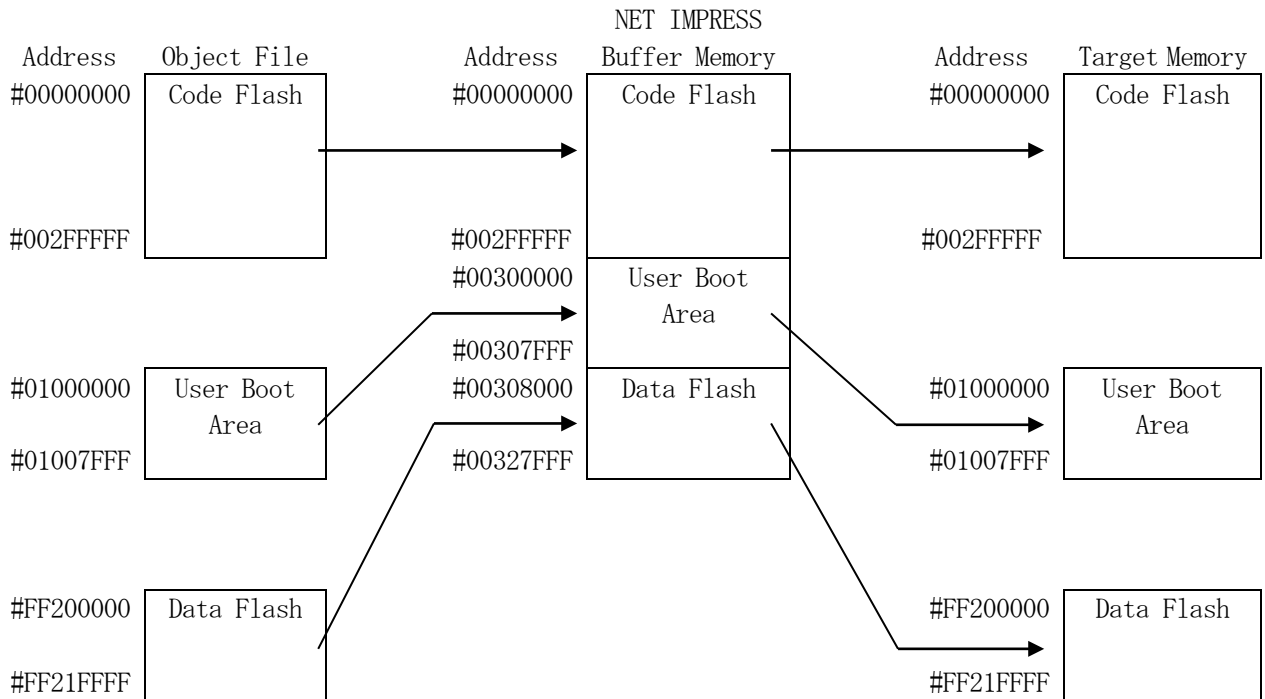 NET IMPRESS
Address Object File Address Buffer Memory Address Target Memory
#00000000 Code Flash #00000000 Code Flash #00000000 Code Flash
#002FFFFF #002FFFFF #002FFFFF
#00300000 User Boot
Area
#00307FFF
#01000000 User Boot #00308000 Data Flash #01000000 User Boot
Area Area
#01007FFF #00327FFF #01007FFF
#FF200000 Data Flash #FF200000 Data Flash
#FF21FFFF #FF21FFFF